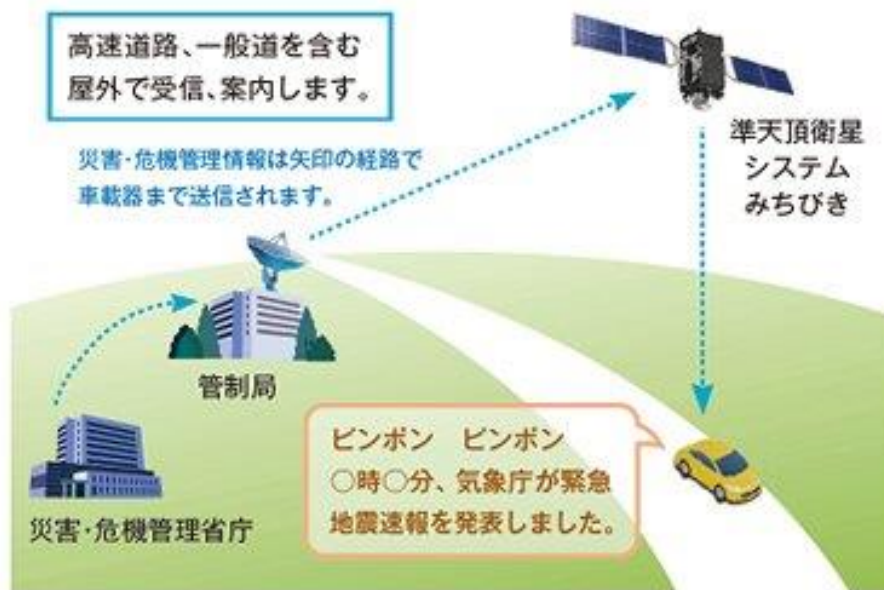 高速道路、一般道を含む
屋外で受信、案内します。
災害・危機管理情報は矢印の経路で
車載器まで送信されます。
準天頂衛星
システム
みちびき
管制局
災害・危機管理省庁
ピンポン　ピンポン
○時○分、気象庁が緊急
地震速報を発表しました。